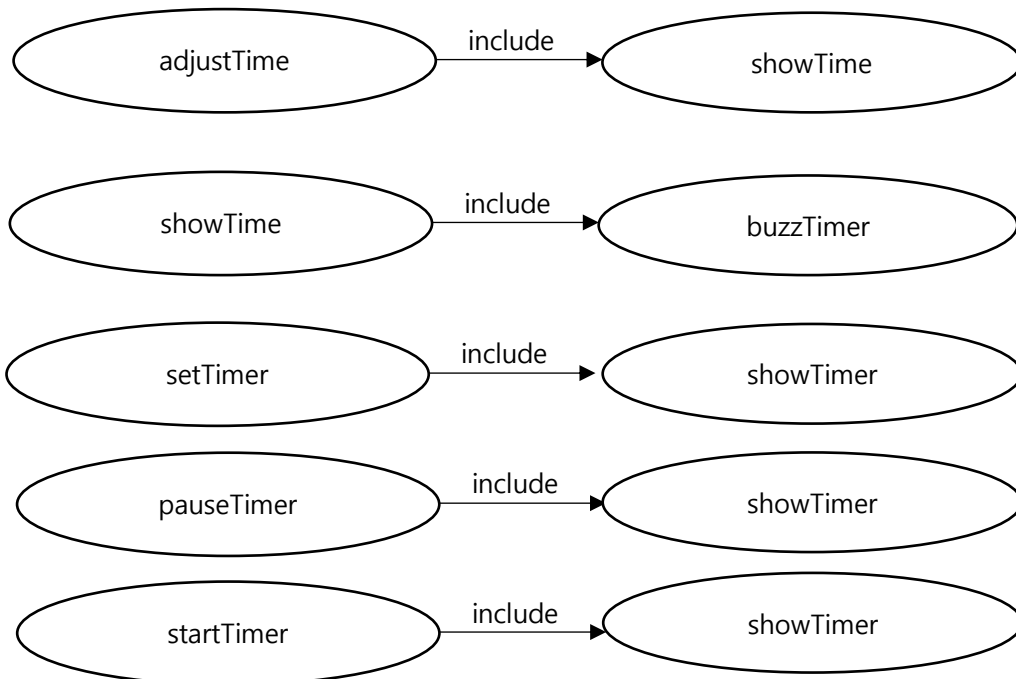 adjustTime include showTime
showTime include buzzTimer
setTimer include showTimer
pauseTimer include showTimer
startTimer include showTimer